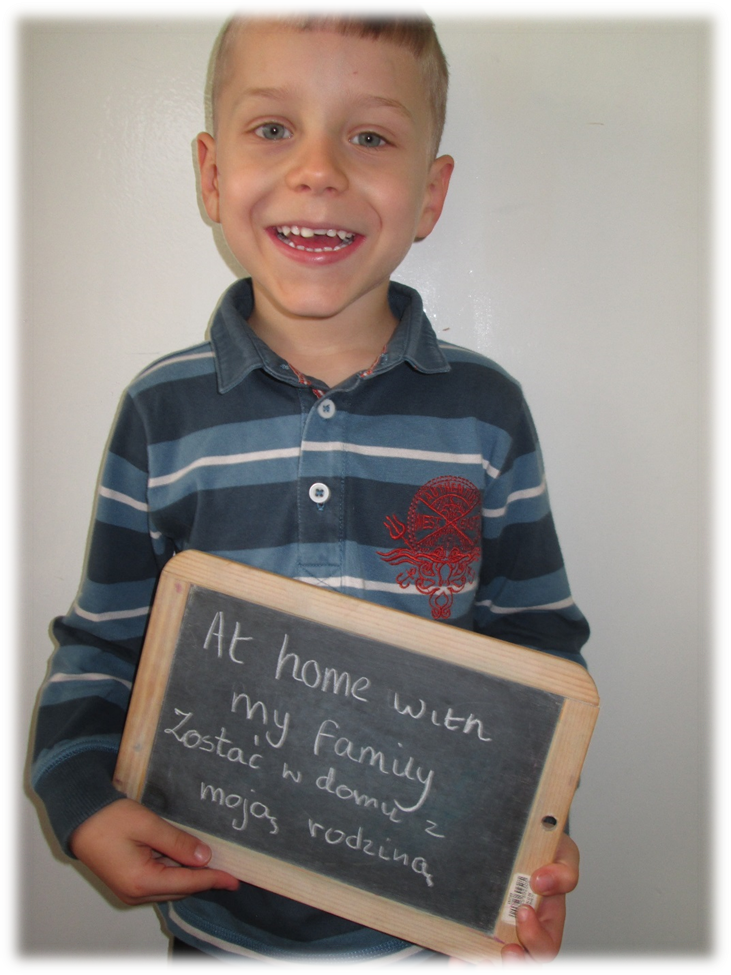 At home with
my family
Zostać w domu z
moją rodziną